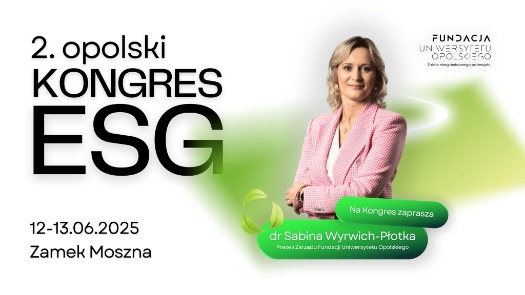 2. opolski
KONGRES
ESG
12-13.06.2025
Zamek Moszna
FUNDACJA
UNIWERSYTETU
OPOLSKIEGO
Na Kongres zaprasza
dr Sabina Wyrwich-Płotka
Prezes Zarządu Fundacji Uniwersytetu Opolskiego